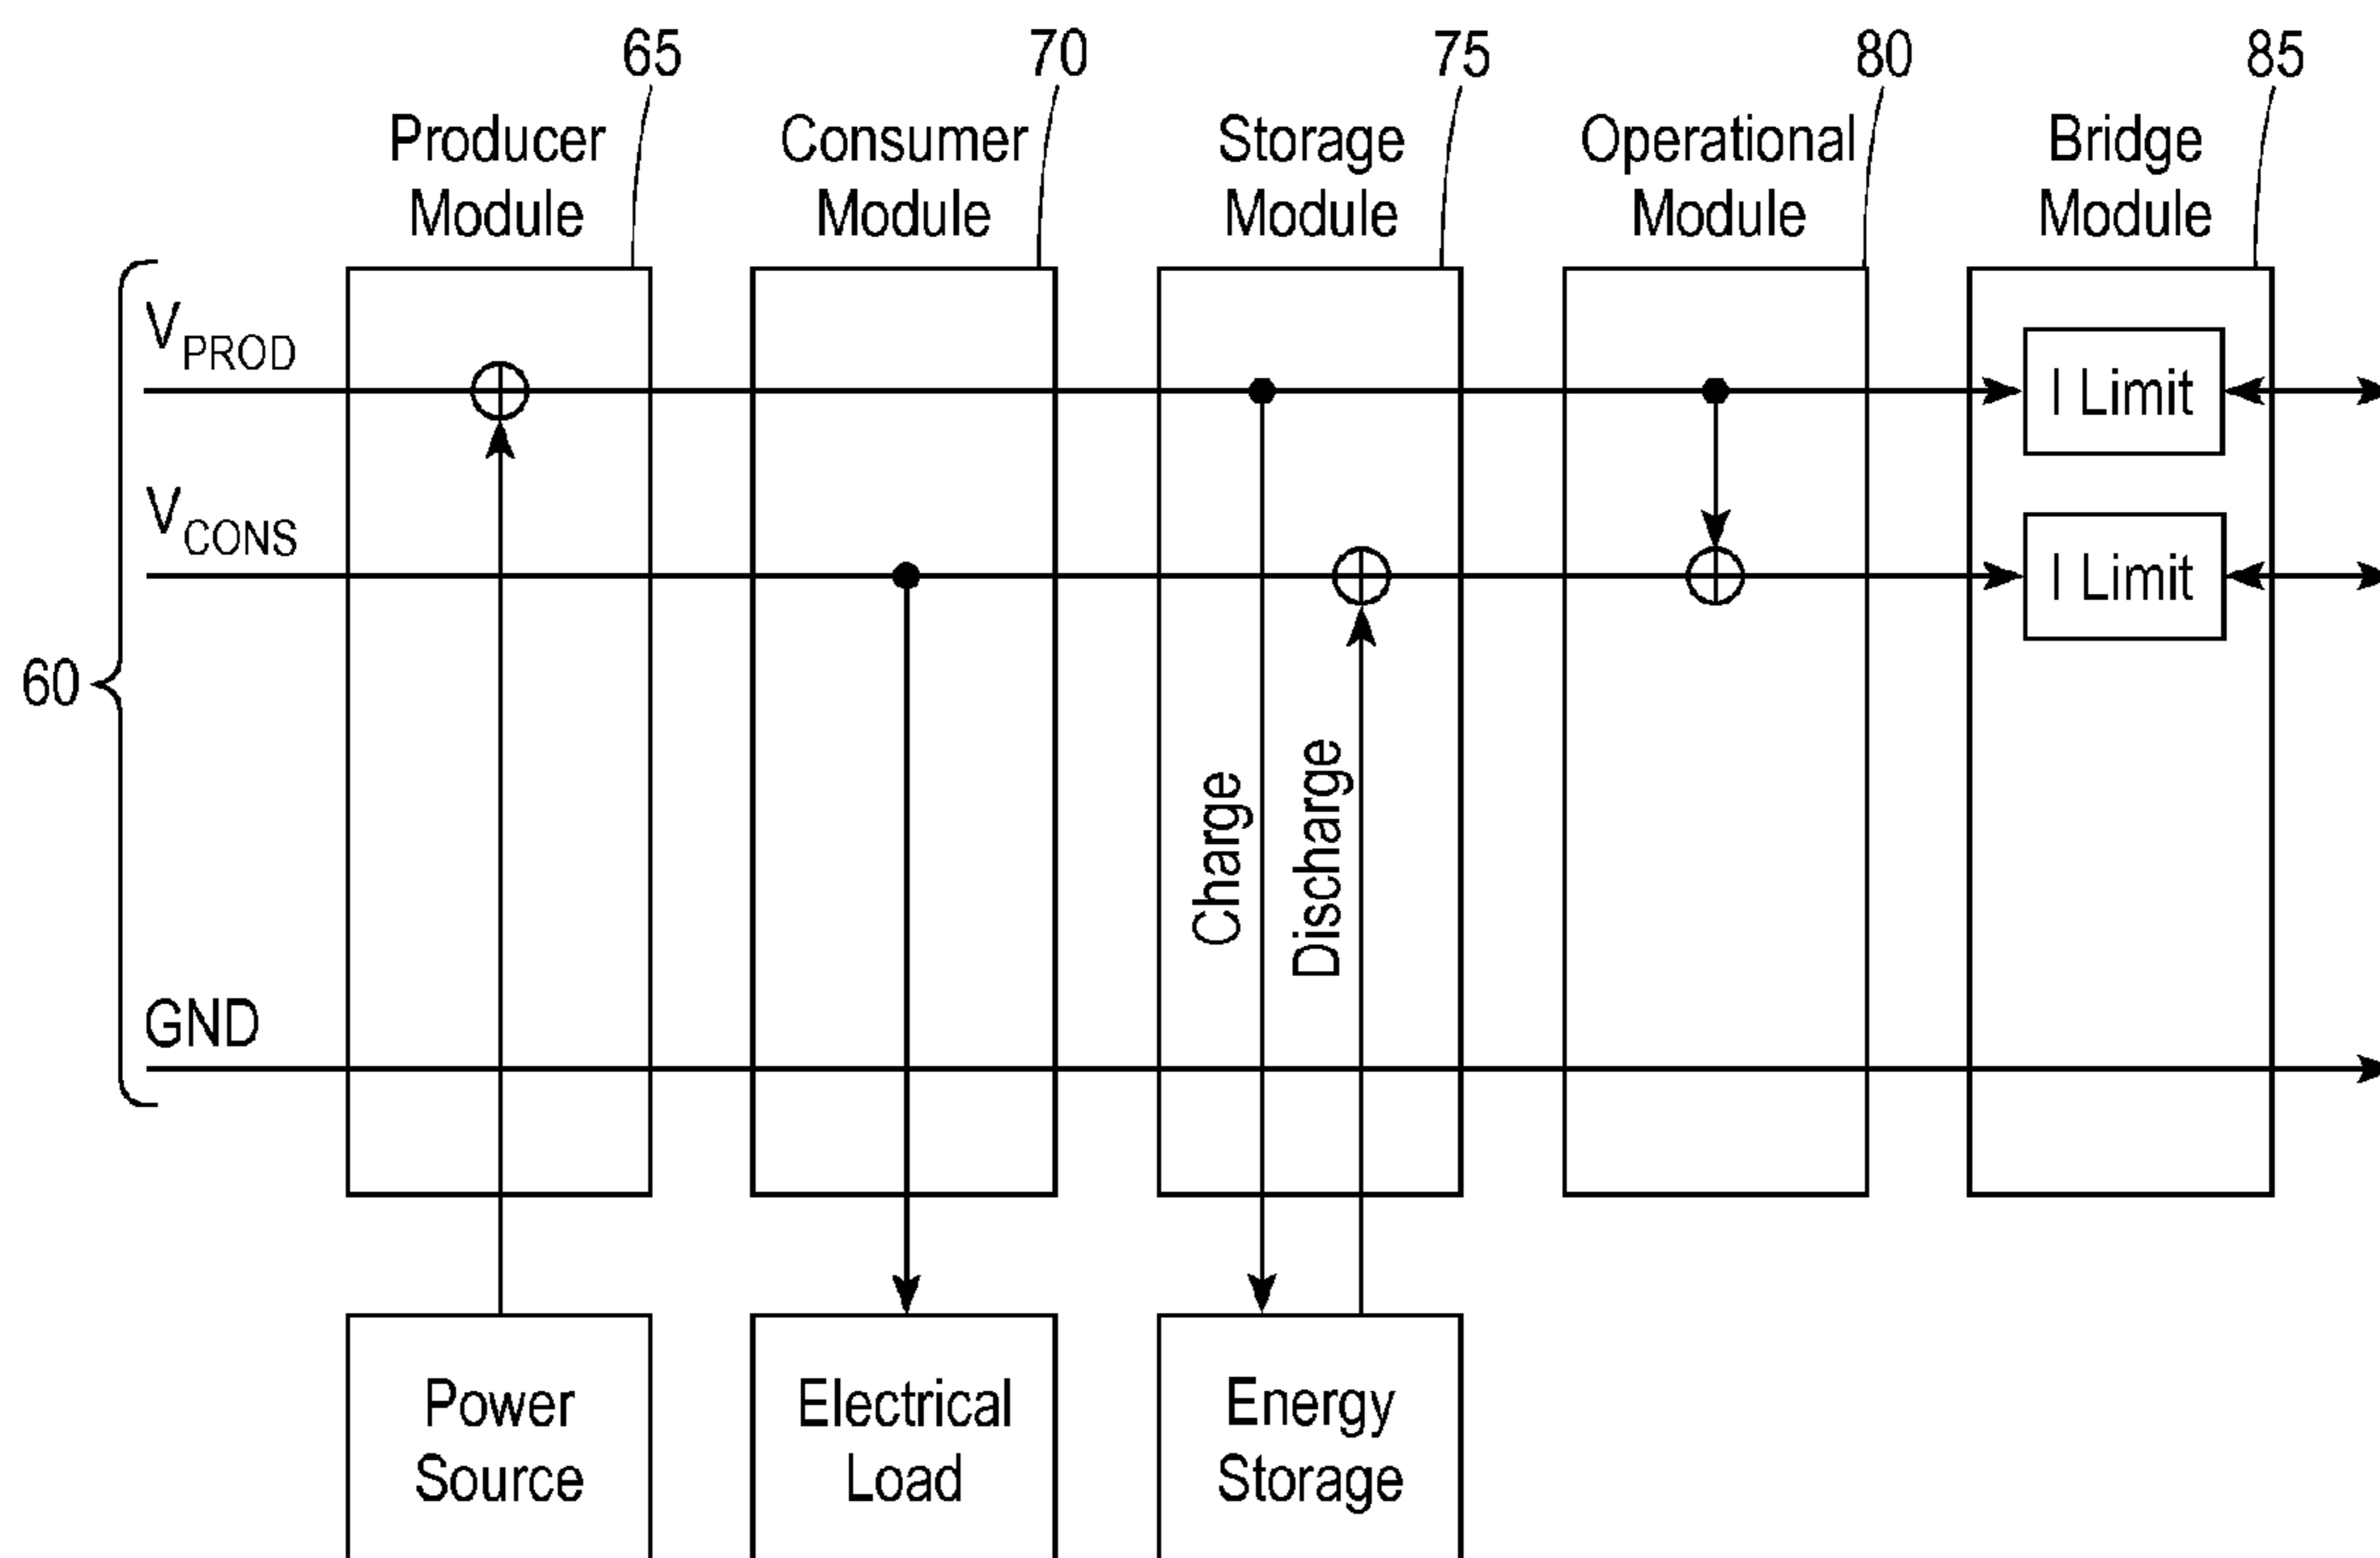 65
70
75
80
85
Producer
Module
Consumer
Module
Storage
Module
Operational
Module
Bridge
Module
60
VPROD
I Limit
VCONS
I Limit
Charge
Discharge
GND
Power
Source
Electrical
Load
Energy
Storage